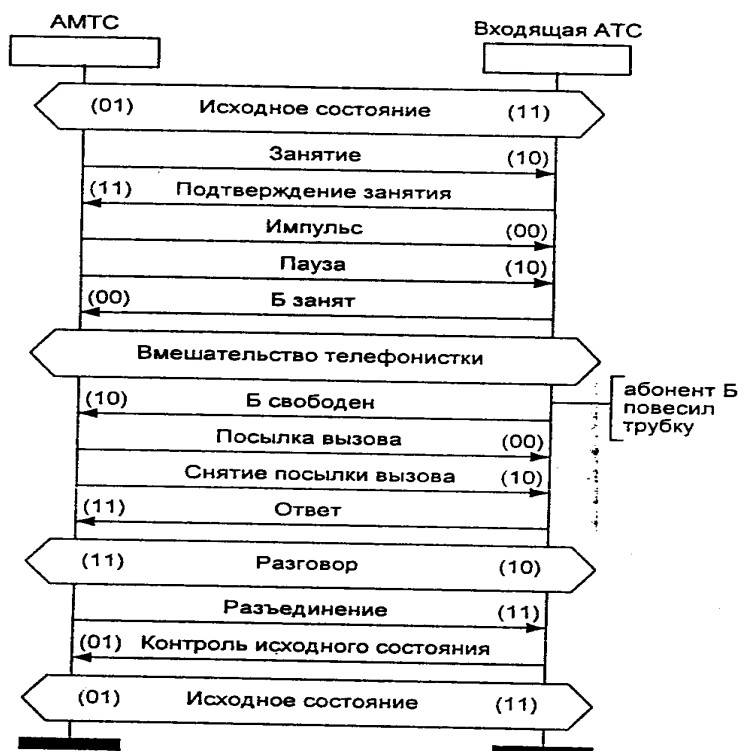 АМТС
Входящая АТС
(01) Исходное состояние (11)
Занятие (10)
(11) Подтверждение занятия
Импульс (00)
Пауза (10)
(00) Б занят
Вмешательство телефонистки
(10) Б свободен
абонент Б
повесил
трубку
Посылка вызова (00)
Снятие посылки вызова (10)
(11) Ответ
(11) Разговор (10)
Разъединение (11)
(01) Контроль исходного состояния
(01) Исходное состояние (11)